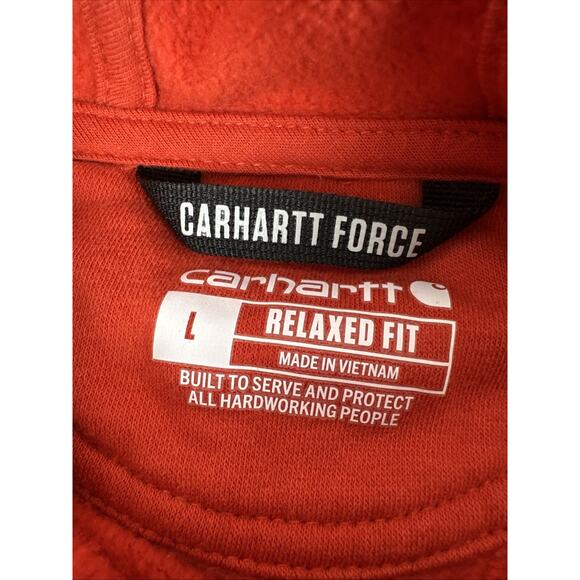 CARHARTT FORCE
carhartt
L
RELAXED FIT
MADE IN VIETNAM
BUILT TO SERVE AND PROTECT
ALL HARDWORKING PEOPLE